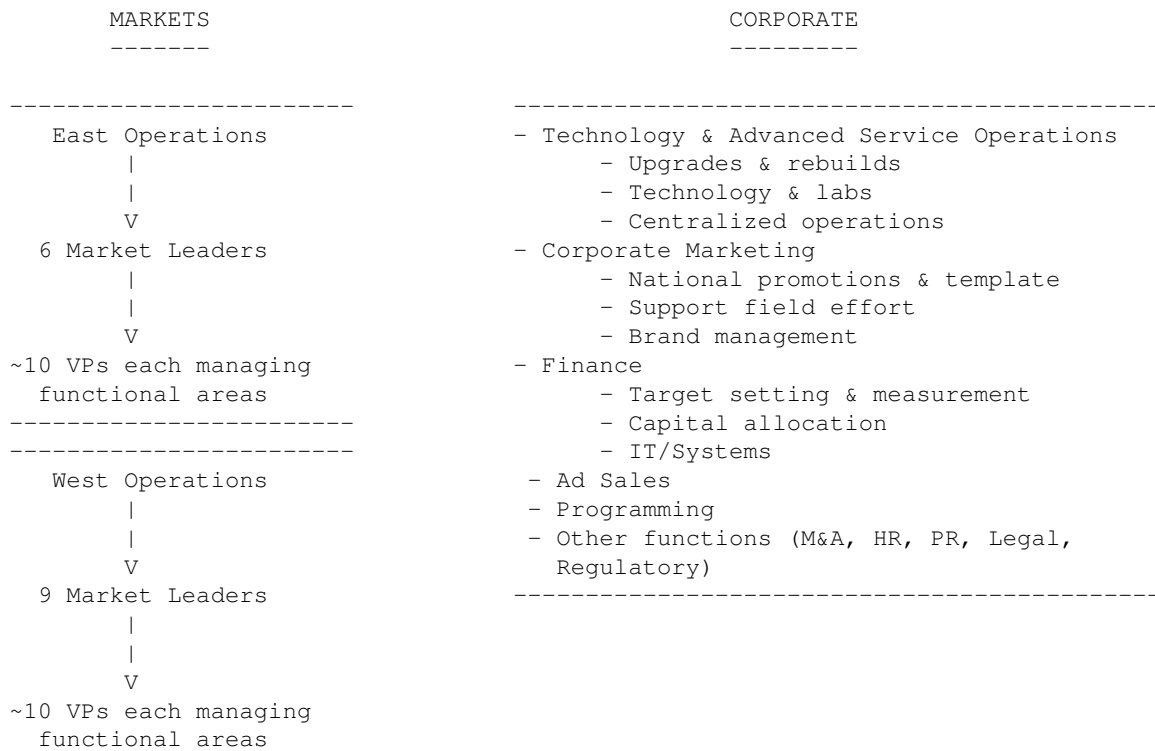 MARKETS
-------
------------------------
East Operations
|
|
V
6 Market Leaders
|
|
V
~10 VPs each managing
functional areas
------------------------
------------------------
West Operations
|
|
V
9 Market Leaders
|
|
V
~10 VPs each managing
functional areas
CORPORATE
---------
---------------------------------------------
- Technology & Advanced Service Operations
- Upgrades & rebuilds
- Technology & labs
- Centralized operations
- Corporate Marketing
- National promotions & template
- Support field effort
- Brand management
- Finance
- Target setting & measurement
- Capital allocation
- IT/Systems
- Ad Sales
- Programming
- Other functions (M&A, HR, PR, Legal,
Regulatory)
---------------------------------------------